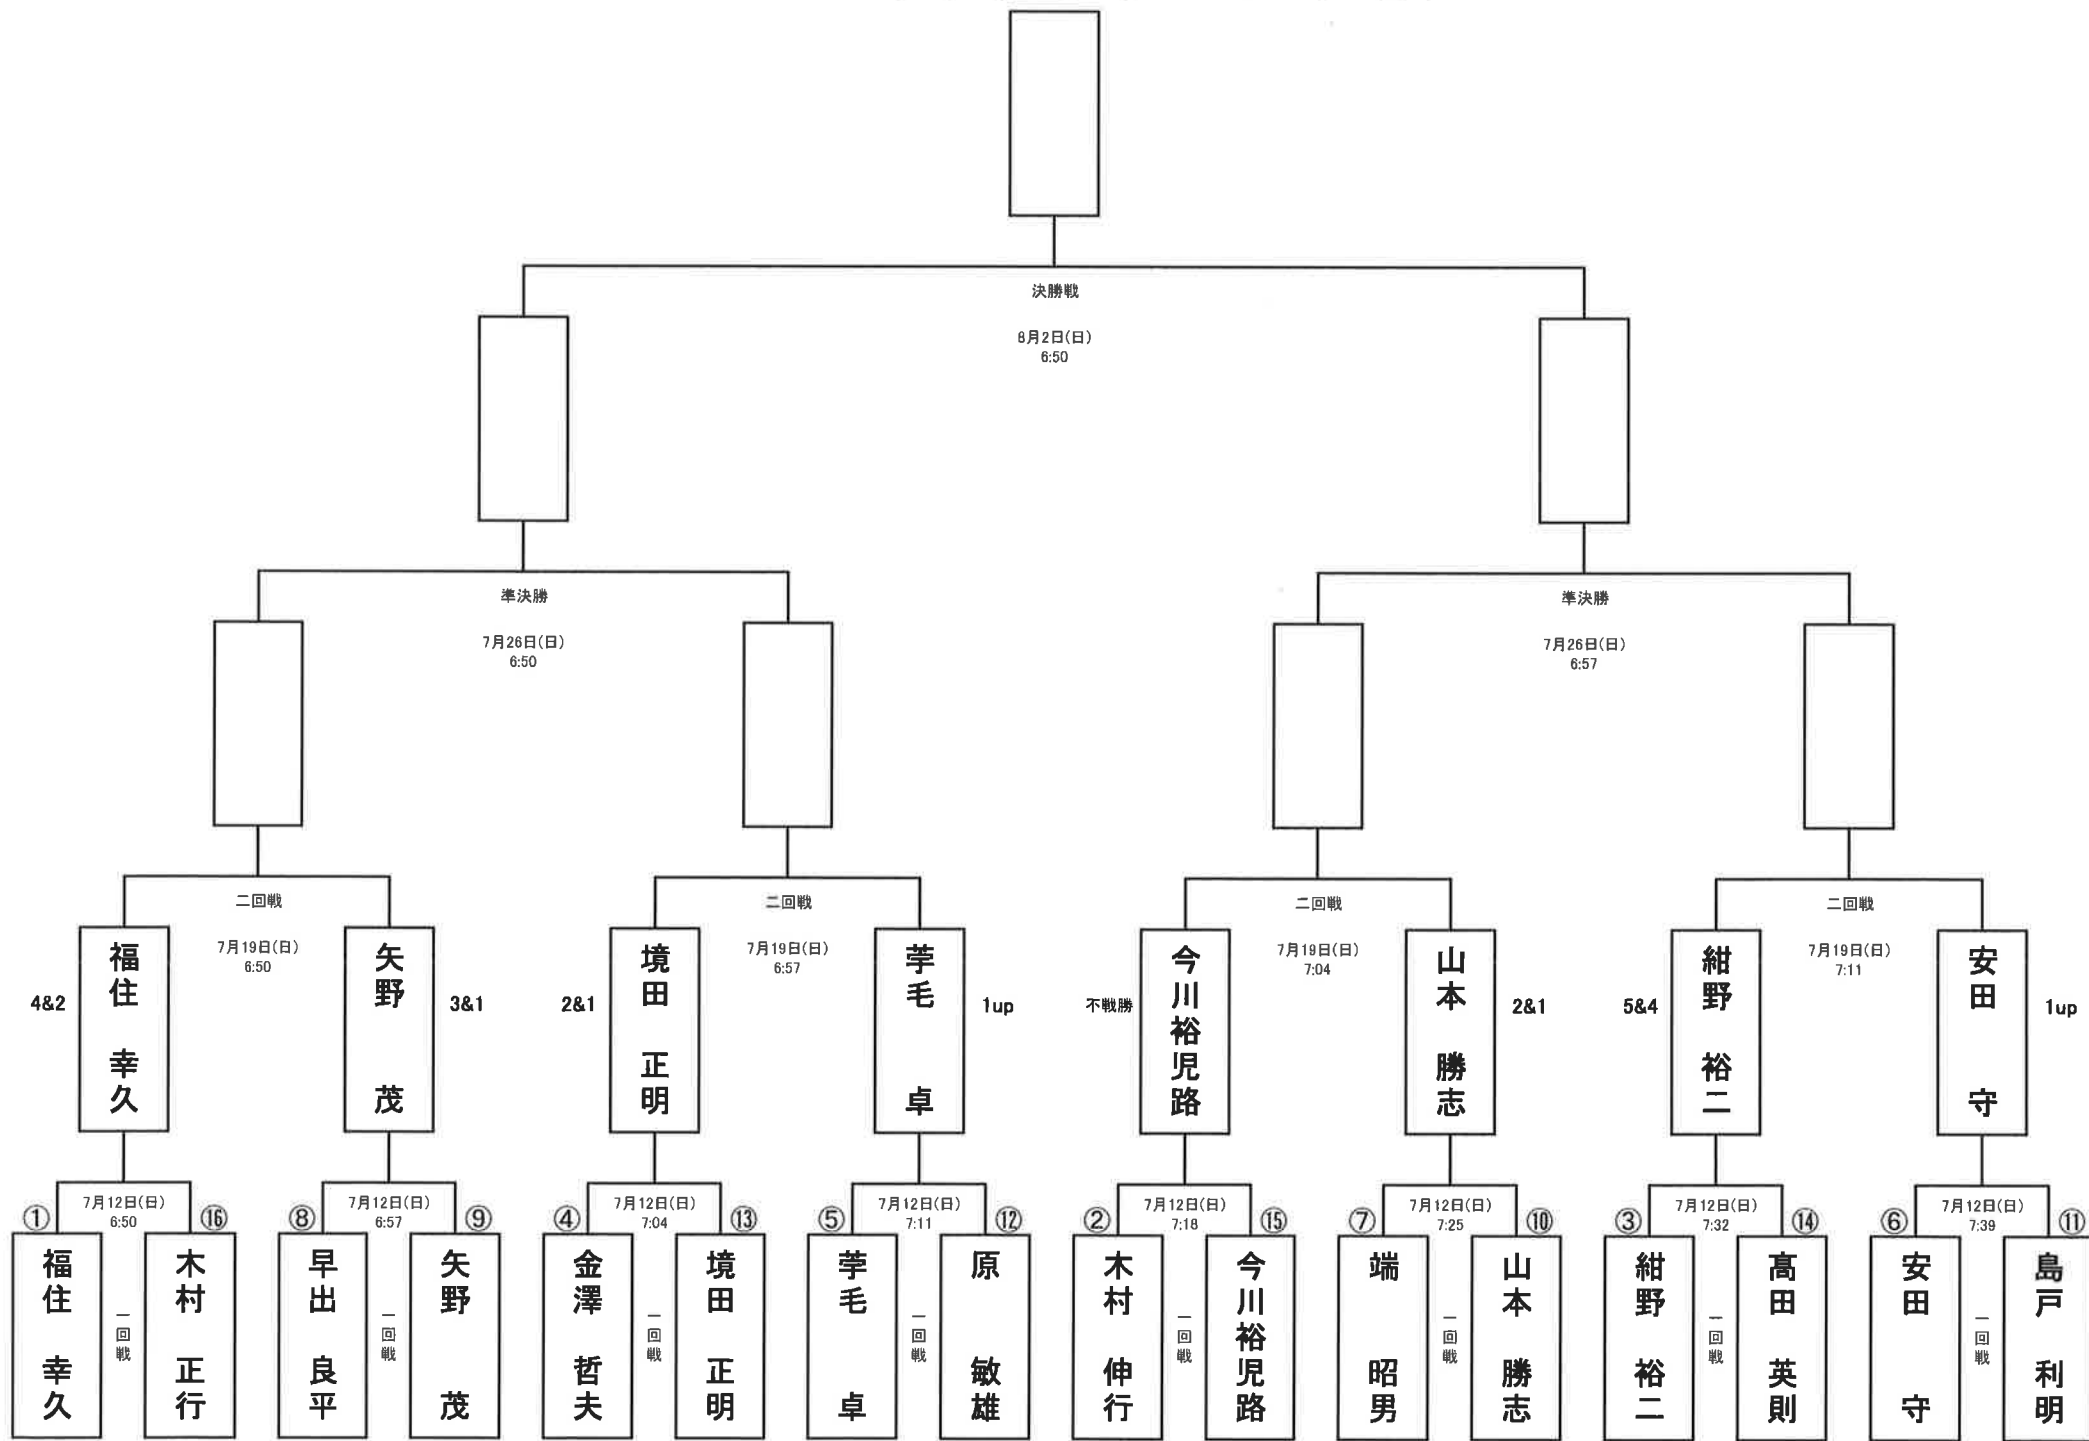 決勝戦
8月2日(日)
6:50
準決勝
7月26日(日)
6:50
準決勝
7月26日(日)
6:57
二回戦
7月19日(日)
6:50
二回戦
7月19日(日)
6:57
二回戦
7月19日(日)
7:04
二回戦
7月19日(日)
7:11
4&2
福住 幸久
矢野 茂
3&1
2&1
境田 正明
苧毛 卓
1up
不戦勝
今川裕児路
山本 勝志
2&1
5&4
紺野 裕二
安田 守
1up
7月12日(日)
6:50
7月12日(日)
6:57
7月12日(日)
7:04
7月12日(日)
7:11
7月12日(日)
7:18
7月12日(日)
7:25
7月12日(日)
7:32
7月12日(日)
7:39
①
福住 幸久
一回戦
⑯
木村 正行
⑧
早出 良平
一回戦
⑨
矢野 茂
④
金澤 哲夫
一回戦
⑬
境田 正明
⑤
苧毛 卓
一回戦
⑫
原 敏雄
②
木村 伸行
一回戦
⑮
今川裕児路
⑦
端 昭男
一回戦
⑩
山本 勝志
③
紺野 裕二
一回戦
⑭
髙田 英則
⑥
安田 守
一回戦
⑪
島戸 利明